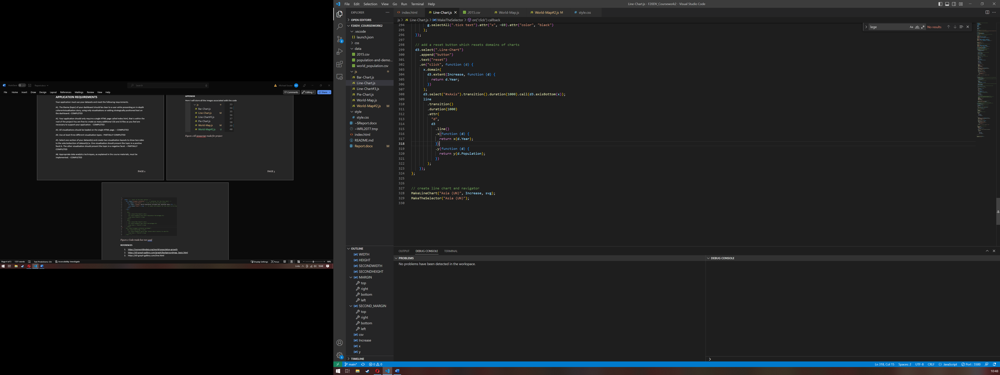 AutoSave Off Report.docx Search Michael Souter MS
File Home Insert Draw Design Layout References Mailings Review View Help Comments Editing Share
APPLICATION REQUIREMENTS
Your application must use your datasets and meet the following requirements.
A1. The theme (topic) of your dashboard should be clear to a user while presenting an in-depth
coherentvisualisation story, using only visualisations or adding strategically positioned text on
the dashboard.- COMPLETED
A2. Your application should only require a single HTML page called index.html, that is within the
root of the project.You are free to create as many additional CSS and JS files as you feel are
necessary to support your application. - COMPLETED
A3. All visualisations should be loaded on the single HTML page. – COMPLETED
A4. Use at least three different visualisation types.- PARTIALLY COMPLETED
A5. Select one section of your dataset(s) and create two visualisation layouts to show two sides
to the selectedsection of dataset(s):a. One visualisation should present the topic in a positive
facet.b. The other visualisation should present the topic in a negative facet. – PARTIALLY
COMPLETED
A6. Appropriate data analytics techniques, as explained in the course materials, must be
implemented. - COMPLETED
PAGE 2
APPENDIX
Here I will store all the images associated with the code
js 33
Bar-Chart.js 34
Line-Chart.js M 35
Line-Chart#3.js 36
Pie-Chart.js 37
World-Map.js M 38
World-Map#2.js U 39
40
Figure 1 All javascript made for project
PAGE 3
Figure 2 Code made but not used
REFERENCES
1. https://ourworldindata.org/world-population-growth
2. https://d3-graph-gallery.com/graph/backgroundmap_basic.html
3. https://d3-graph-gallery.com/line.html
Page 4 of 5 1331 words Text Predictions: On Accessibility: Investigate Display Settings Focus 90%
Links 10:48
File Edit Selection View Go Run Terminal Help Line-Chart.js - F20DV_Coursework2 - Visual Studio Code
EXPLORER
OPEN EDITORS
F20DV_COURSEWORK2
.vscode
launch.json
css
data
2015.csv
population-and-demo...
world_population.csv
js
Bar-Chart.js
Line-Chart.js
Line-Chart#3.js
Pie-Chart.js
World-Map.js
World-Map#2.js M
style
style.css
~$Report.docx
~WRL2077.tmp
index.html
README.md
Report.docx M
OUTLINE
WIDTH
HEIGHT
SECONDWIDTH
SECONDHEIGHT
MARGIN
top
right
bottom
left
SECOND_MARGIN
top
right
bottom
left
csv
Increase
x
y
TIMELINE
index.html JS Line-Chart.js 2015.csv JS World-Map.js JS World-Map#2.js M # style.css
js > JS Line-Chart.js > MakeTheSelector > on("click") callback
lege Aa ab .* No results
294 g.selectAll(".tick text").attr("x", -69).attr("color", "black")
295 );
296 });
297
298 // add a reset button which resets domains of charts
299 d3.select(".Line-Chart")
300 .append("button")
301 .text("reset")
302 .on("click", function (d) {
303 x.domain(
304 d3.extent(Increase, function (d) {
305 return d.Year;
306 })
307 );
308 d3.select("#xAxis").transition().duration(1000).call(d3.axisBottom(x));
309 line
310 .transition()
311 .duration(1000)
312 .attr(
313 "d",
314 d3
315 .line()
316 .x(function (d) {
317 return x(d.Year);
318 })
319 .y(function (d) {
320 return y(d.Population);
321 })
322 );
323 });
324 };
325
326
327 // create line chart and navigator
328 MakeLineChart("Asia (UN)", Increase, svg);
329 MakeTheSelector("Asia (UN)");
330
OUTPUT DEBUG CONSOLE TERMINAL
PROBLEMS
No problems have been detected in the workspace.
DEBUG CONSOLE
main* 0 0 Ln 318, Col 15 Spaces: 2 UTF-8 CRLF {} JavaScript Port : 5500
10:48